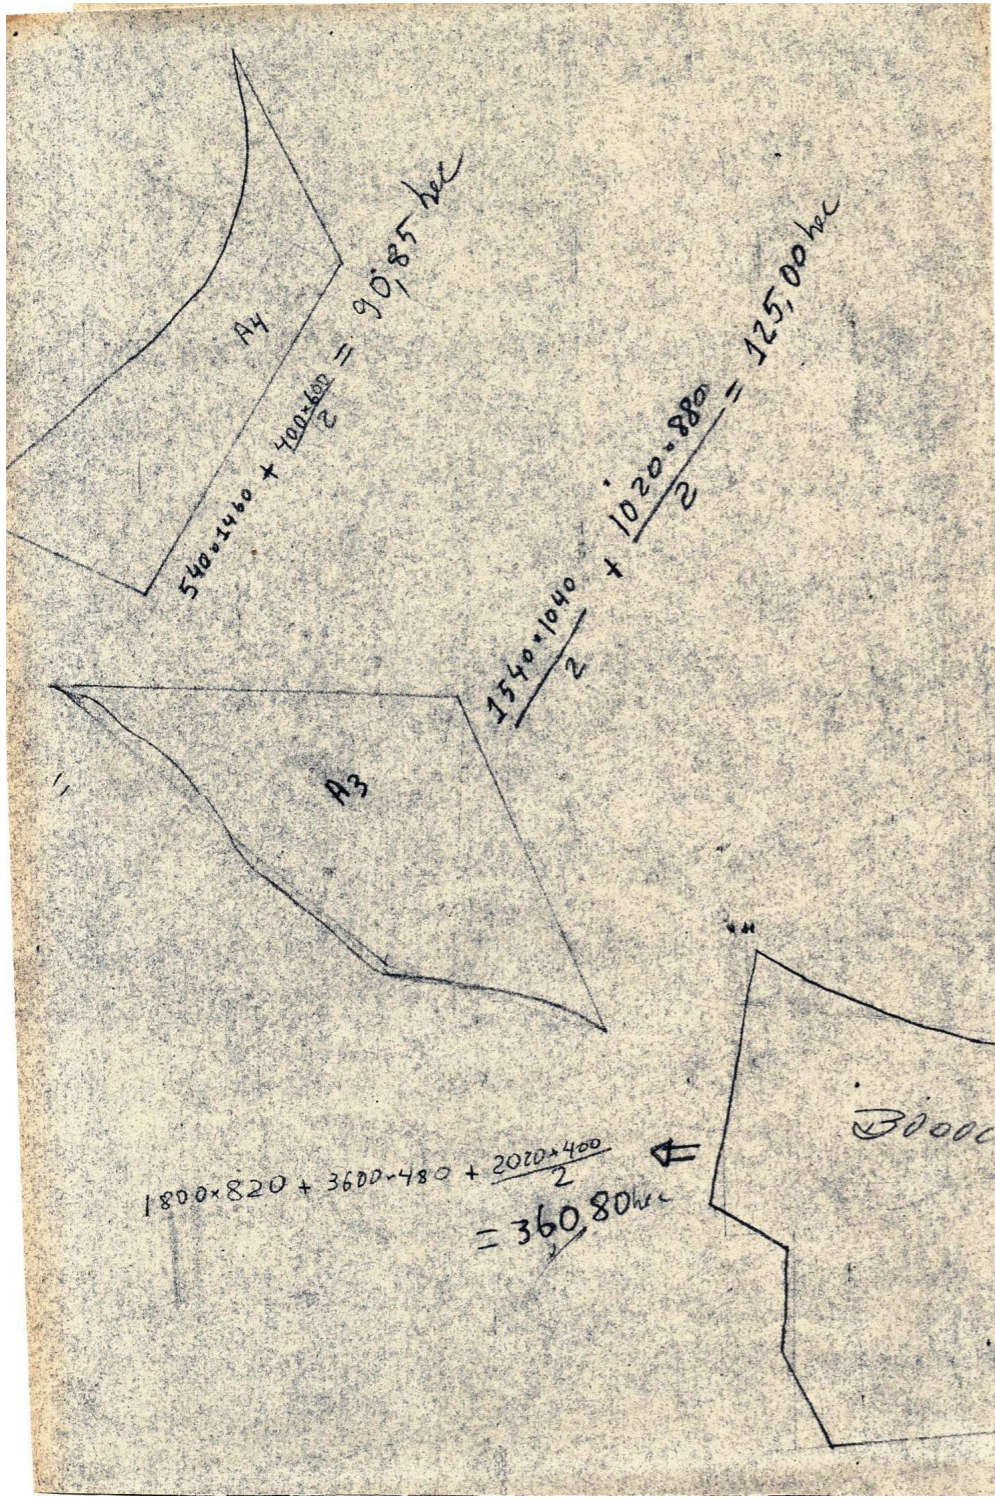 A4
540×1460 + 400×600/2 = 90,85 hec
A3
1540×1040/2 + 1020×880/2 = 125,00 hec
1800×820 + 3600×480 + 2020×400/2
= 360,80 hec